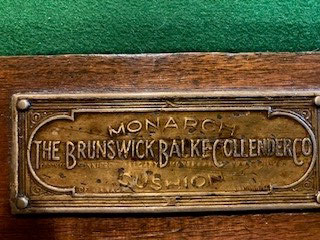 MONARCH
THE BRUNSWICK, BALKE COLLENDER CO
CUSHION